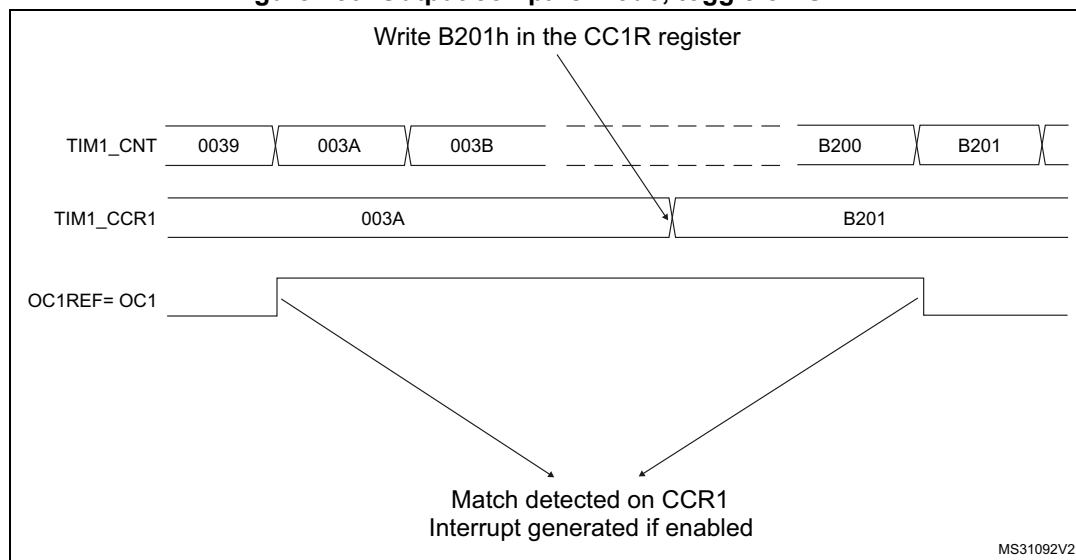 Write B201h in the CC1R register
TIM1_CNT 0039 003A 003B B200 B201
TIM1_CCR1 003A B201
OC1REF= OC1
Match detected on CCR1
Interrupt generated if enabled
MS31092V2